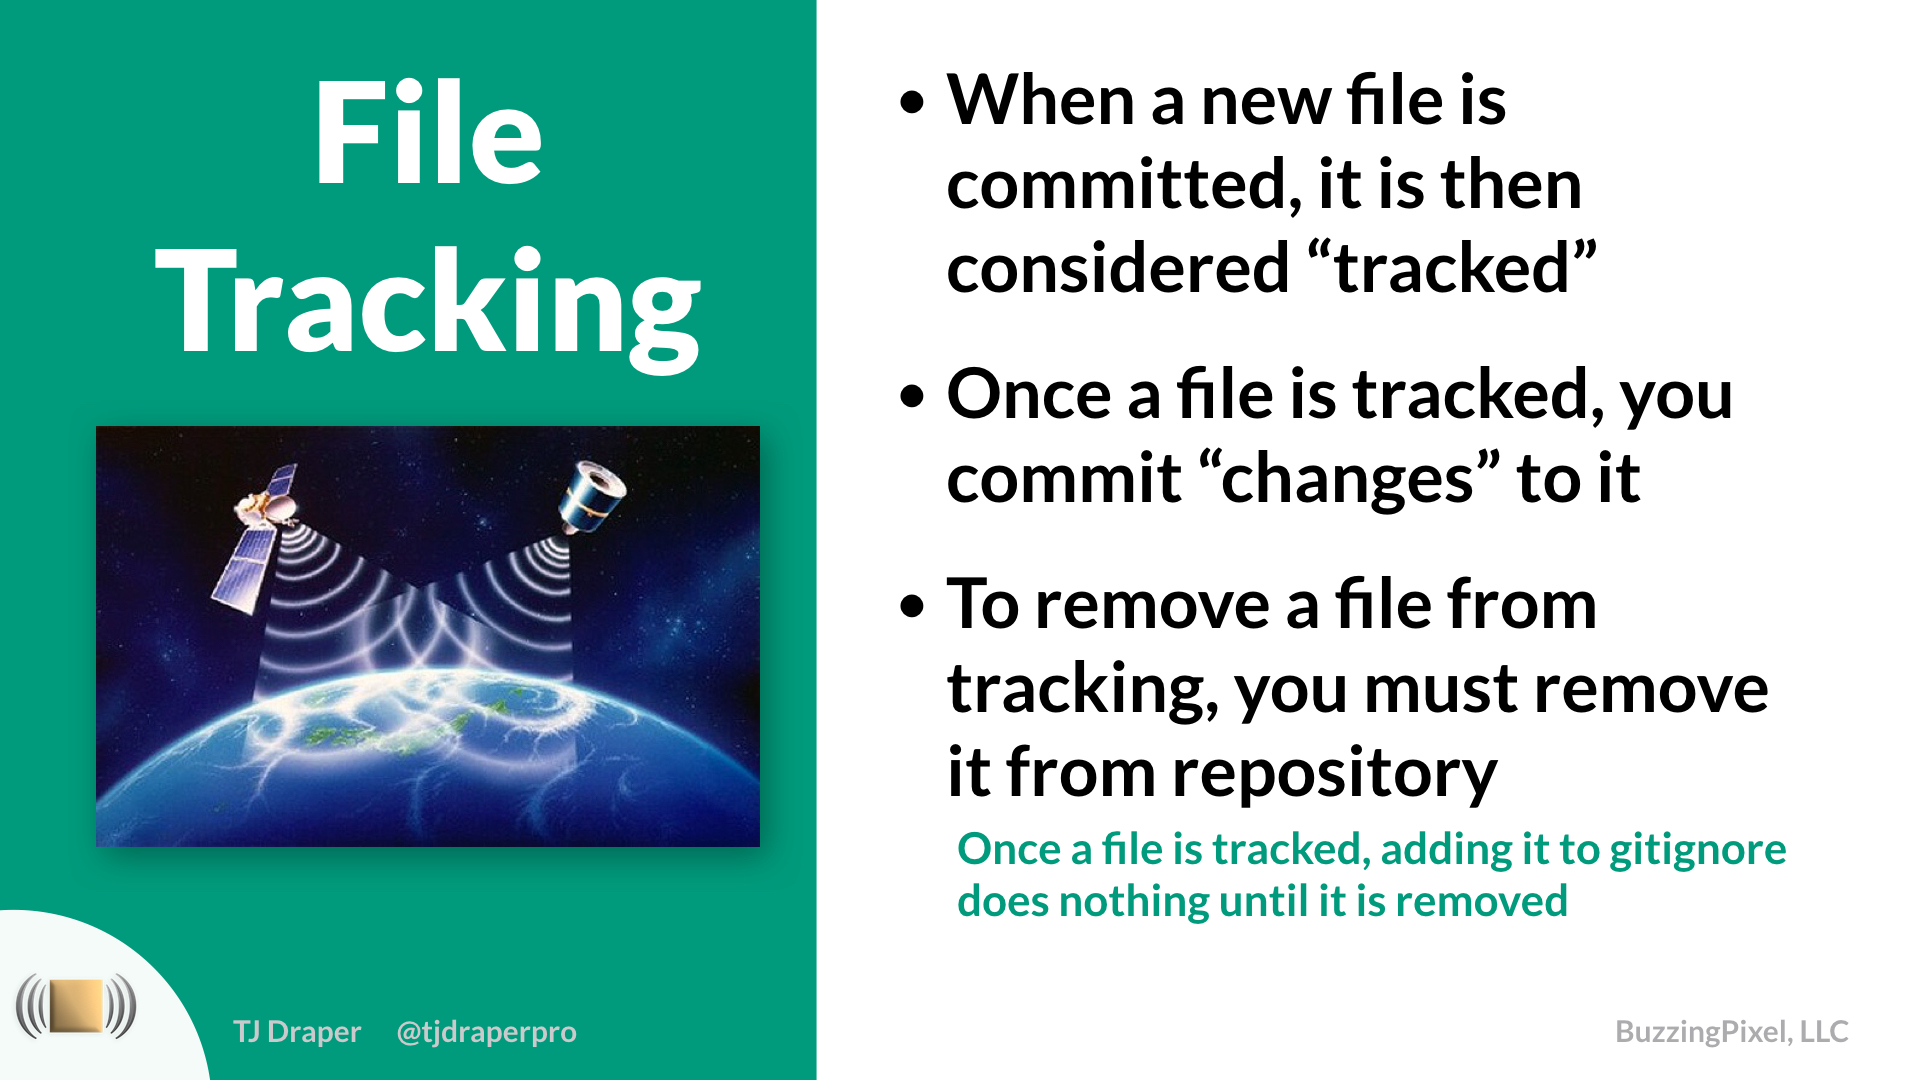 File
Tracking
• When a new file is
committed, it is then
considered “tracked”
• Once a file is tracked, you
commit “changes” to it
• To remove a file from
tracking, you must remove
it from repository
Once a file is tracked, adding it to gitignore
does nothing until it is removed
TJ Draper @tjdraperpro
BuzzingPixel, LLC